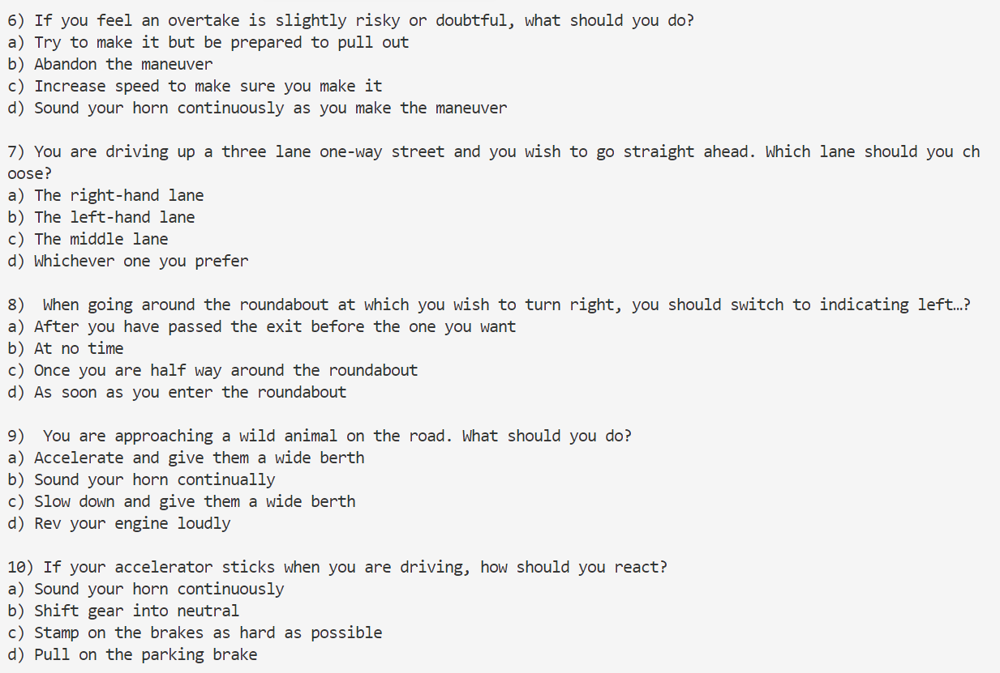 6) If you feel an overtake is slightly risky or doubtful, what should you do?
a) Try to make it but be prepared to pull out
b) Abandon the maneuver
c) Increase speed to make sure you make it
d) Sound your horn continuously as you make the maneuver
7) You are driving up a three lane one-way street and you wish to go straight ahead. Which lane should you ch
oose?
a) The right-hand lane
b) The left-hand lane
c) The middle lane
d) Whichever one you prefer
8)  When going around the roundabout at which you wish to turn right, you should switch to indicating left…?
a) After you have passed the exit before the one you want
b) At no time
c) Once you are half way around the roundabout
d) As soon as you enter the roundabout
9)  You are approaching a wild animal on the road. What should you do?
a) Accelerate and give them a wide berth
b) Sound your horn continually
c) Slow down and give them a wide berth
d) Rev your engine loudly
10) If your accelerator sticks when you are driving, how should you react?
a) Sound your horn continuously
b) Shift gear into neutral
c) Stamp on the brakes as hard as possible
d) Pull on the parking brake